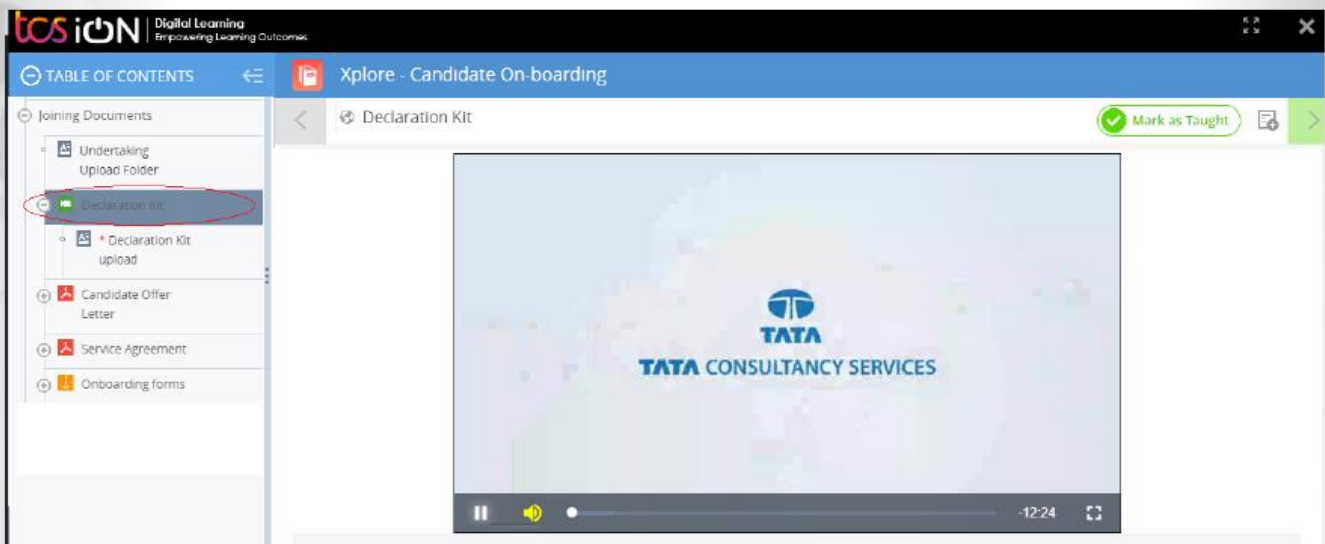 tcs iON | Digital Learning
Empowering Learning Outcomes
TABLE OF CONTENTS
Xplore - Candidate On-boarding
Joining Documents
Declaration Kit
Mark as Taught
Undertaking
Upload Folder
Declaration Kit
* Declaration Kit
upload
Candidate Offer
Letter
Service Agreement
Onboarding forms
TATA
TATA CONSULTANCY SERVICES
-12:24